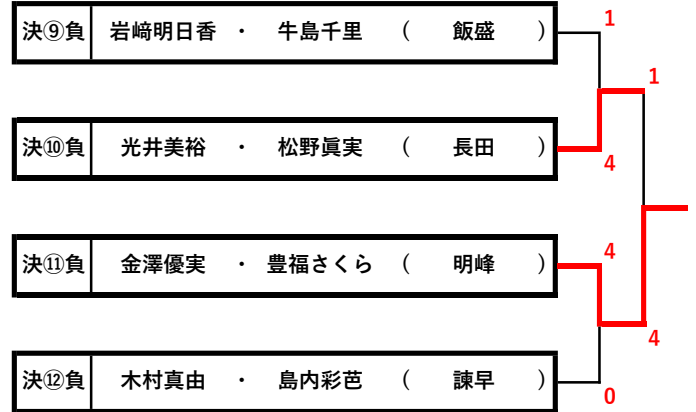 1
決⑨負 岩﨑明日香 ・ 牛島千里 ( 飯盛 )
1
決⑩負 光井美裕 ・ 松野眞実 ( 長田 )
4
4
決⑪負 金澤優実 ・ 豊福さくら ( 明峰 )
4
決⑫負 木村真由 ・ 島内彩芭 ( 諫早 )
0